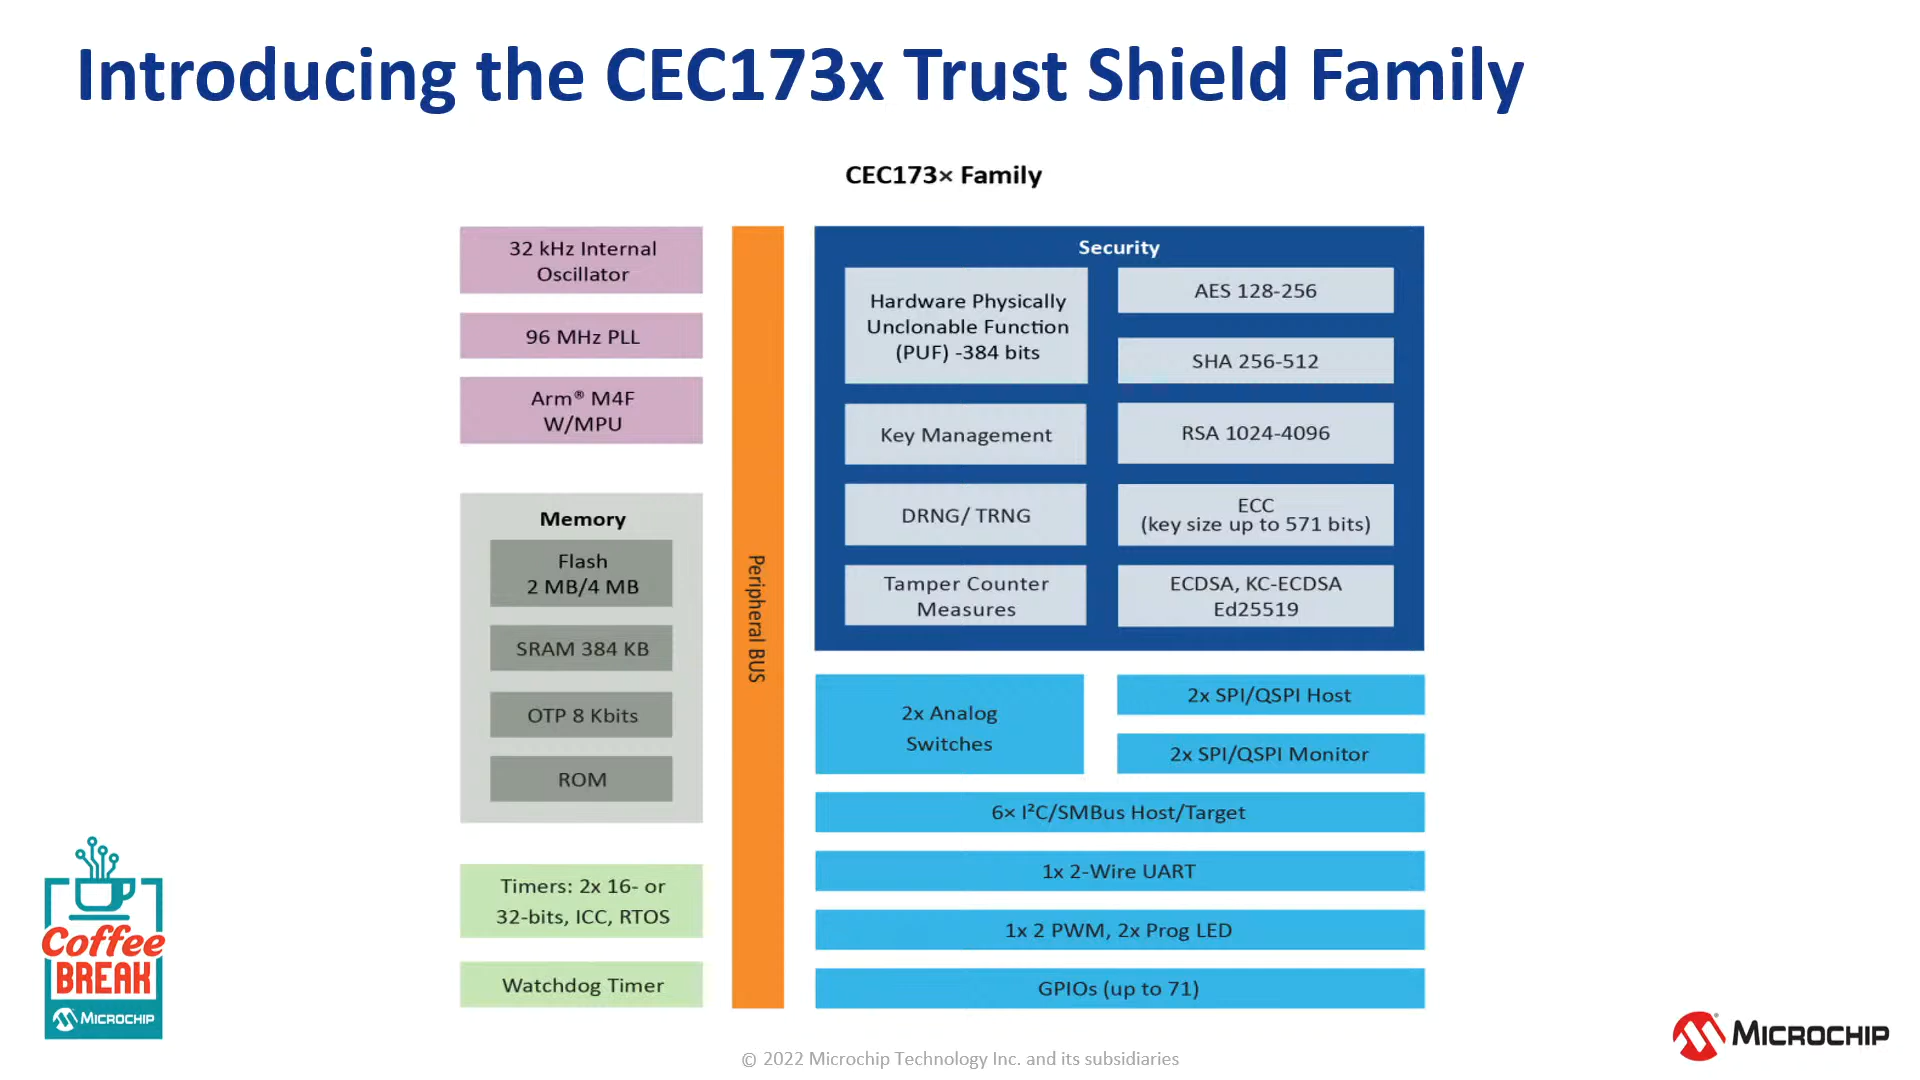 Introducing the CEC173x Trust Shield Family
CEC173× Family
32 kHz Internal
Oscillator
96 MHz PLL
Arm® M4F
W/MPU
Memory
Flash
2 MB/4 MB
SRAM 384 KB
OTP 8 Kbits
ROM
Timers: 2x 16- or
32-bits, ICC, RTOS
Watchdog Timer
Peripheral BUS
Security
Hardware Physically
Unclonable Function
(PUF) -384 bits
Key Management
DRNG/ TRNG
Tamper Counter
Measures
AES 128-256
SHA 256-512
RSA 1024-4096
ECC
(key size up to 571 bits)
ECDSA, KC-ECDSA
Ed25519
2x Analog
Switches
2x SPI/QSPI Host
2x SPI/QSPI Monitor
6× I²C/SMBus Host/Target
1x 2-Wire UART
1x 2 PWM, 2x Prog LED
GPIOs (up to 71)
Coffee
BREAK
MICROCHIP
© 2022 Microchip Technology Inc. and its subsidiaries
MICROCHIP